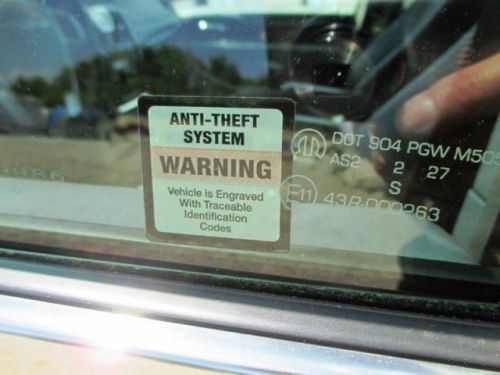 ANTI-THEFT
SYSTEM
WARNING
Vehicle is Engraved
With Traceable
Identification
Codes
DOT 904 PGW M50
AS2 2 27
S
E11 43R-000263